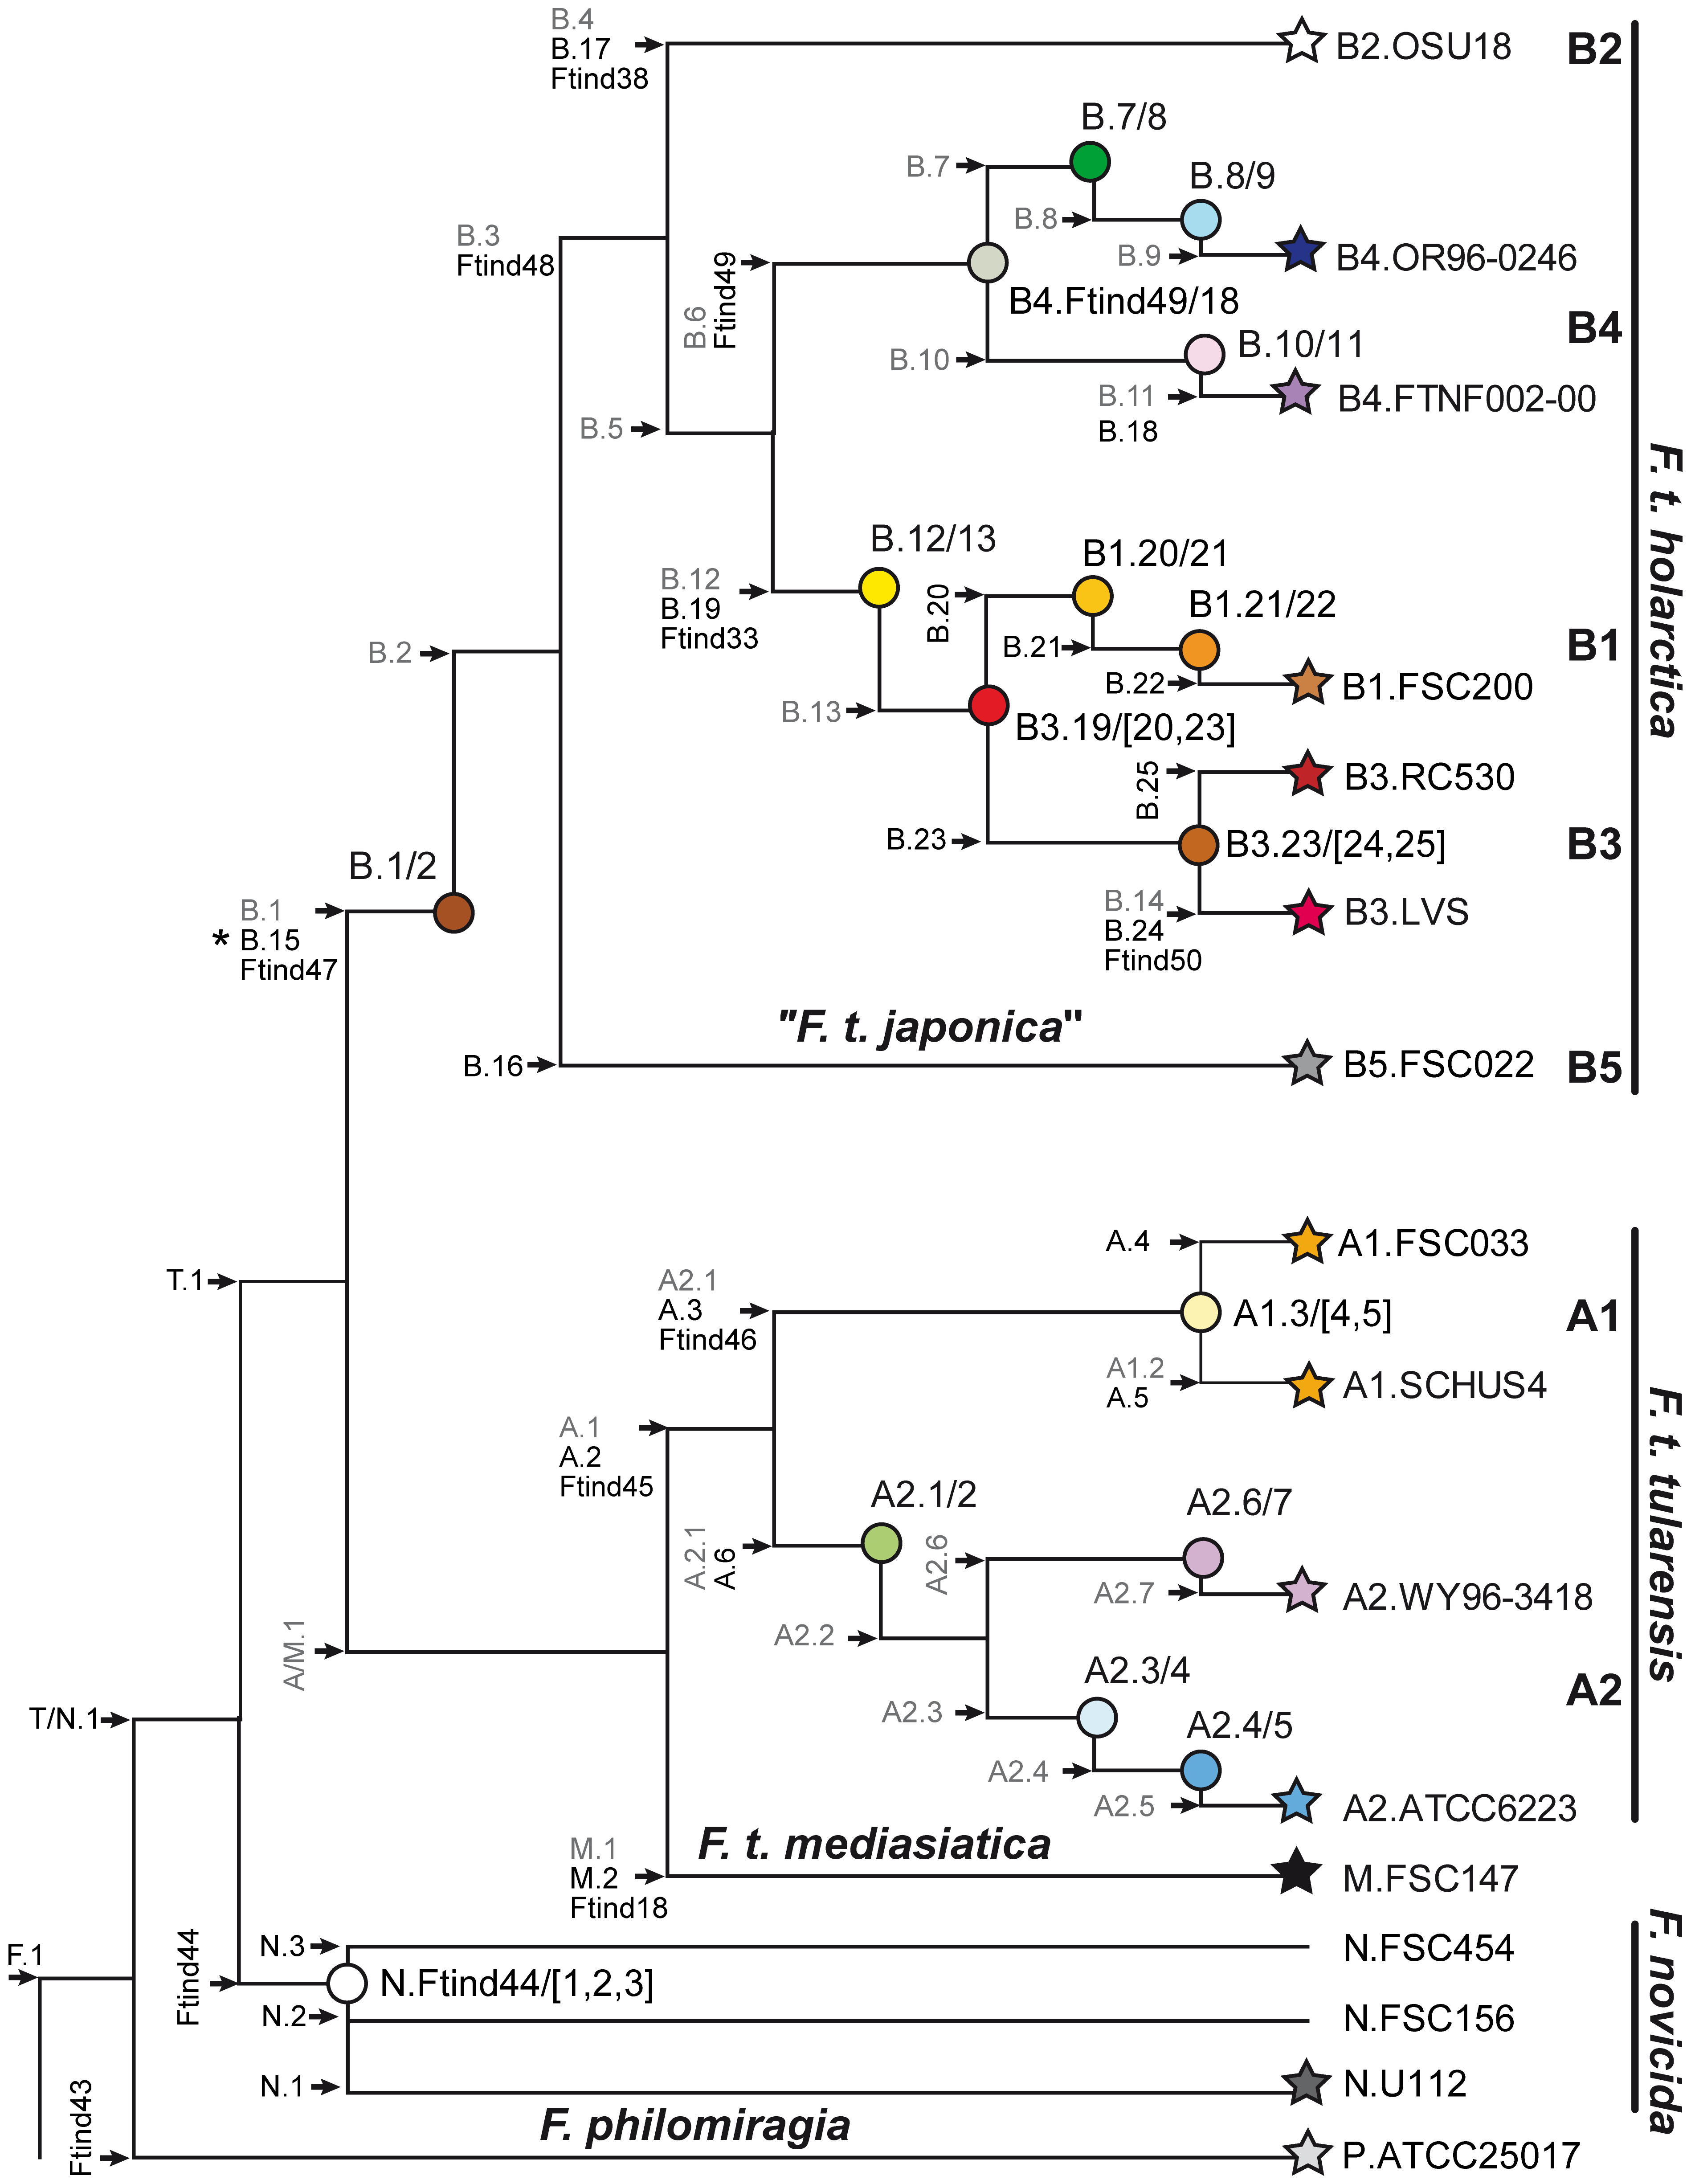 B.4
B.17
Ftind38
B2.OSU18
B2
B.7/8
B.7
B.8/9
B.8
B.9
B4.OR96-0246
B.3
Ftind48
B.6
Ftind49
B4.Ftind49/18
B4
B.10/11
B.10
B.11
B.18
B4.FTNF002-00
B.5
F. t. holarctica
B.12/13
B.12
B.19
Ftind33
B.20
B1.20/21
B1.21/22
B.21
B.22
B1.FSC200
B1
B.2
B.13
B3.19/[20,23]
B.25
B3.RC530
B.23
B3.23/[24,25]
B3
B.1/2
B.1
* B.15
Ftind47
B.14
B.24
Ftind50
B3.LVS
"F. t. japonica"
B.16
B5.FSC022
B5
A.4
A1.FSC033
T.1
A2.1
A.3
Ftind46
A1.3/[4,5]
A1
A1.2
A.5
A1.SCHUS4
A.1
A.2
Ftind45
F. t. tularensis
A2.1/2
A.2.1
A.6
A2.6
A2.6/7
A2.7
A2.WY96-3418
A2.2
A/M.1
A2.3/4
A2.3
A2.4/5
A2
A2.4
A2.5
A2.ATCC6223
T/N.1
M.1
M.2
Ftind18
F. t. mediasiatica
M.FSC147
F.1
Ftind44
N.3
N.FSC454
N.Ftind44/[1,2,3]
N.2
N.FSC156
N.1
N.U112
F. novicida
Ftind43
F. philomiragia
P.ATCC25017